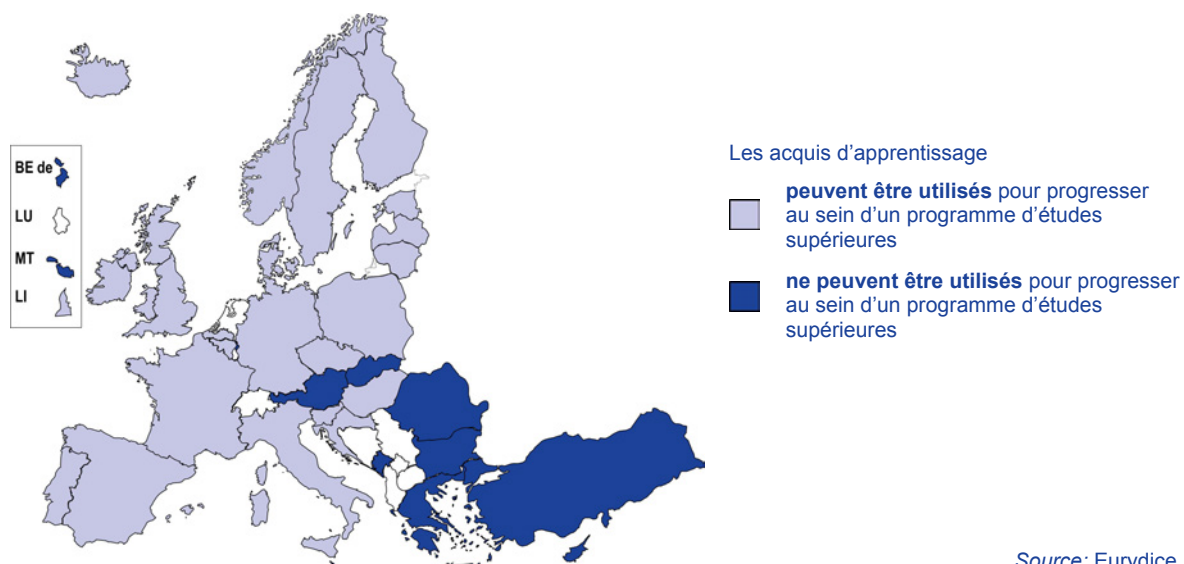 BE de
LU
MT
LI
Les acquis d’apprentissage
peuvent être utilisés pour progresser
au sein d’un programme d’études
supérieures
ne peuvent être utilisés pour progresser
au sein d’un programme d’études
supérieures
Source: Eurydice